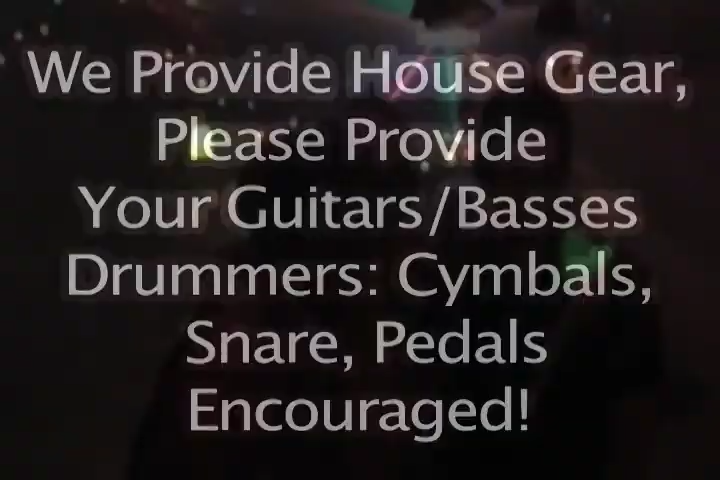 We Provide House Gear,
Please Provide
Your Guitars/Basses
Drummers: Cymbals,
Snare, Pedals
Encouraged!